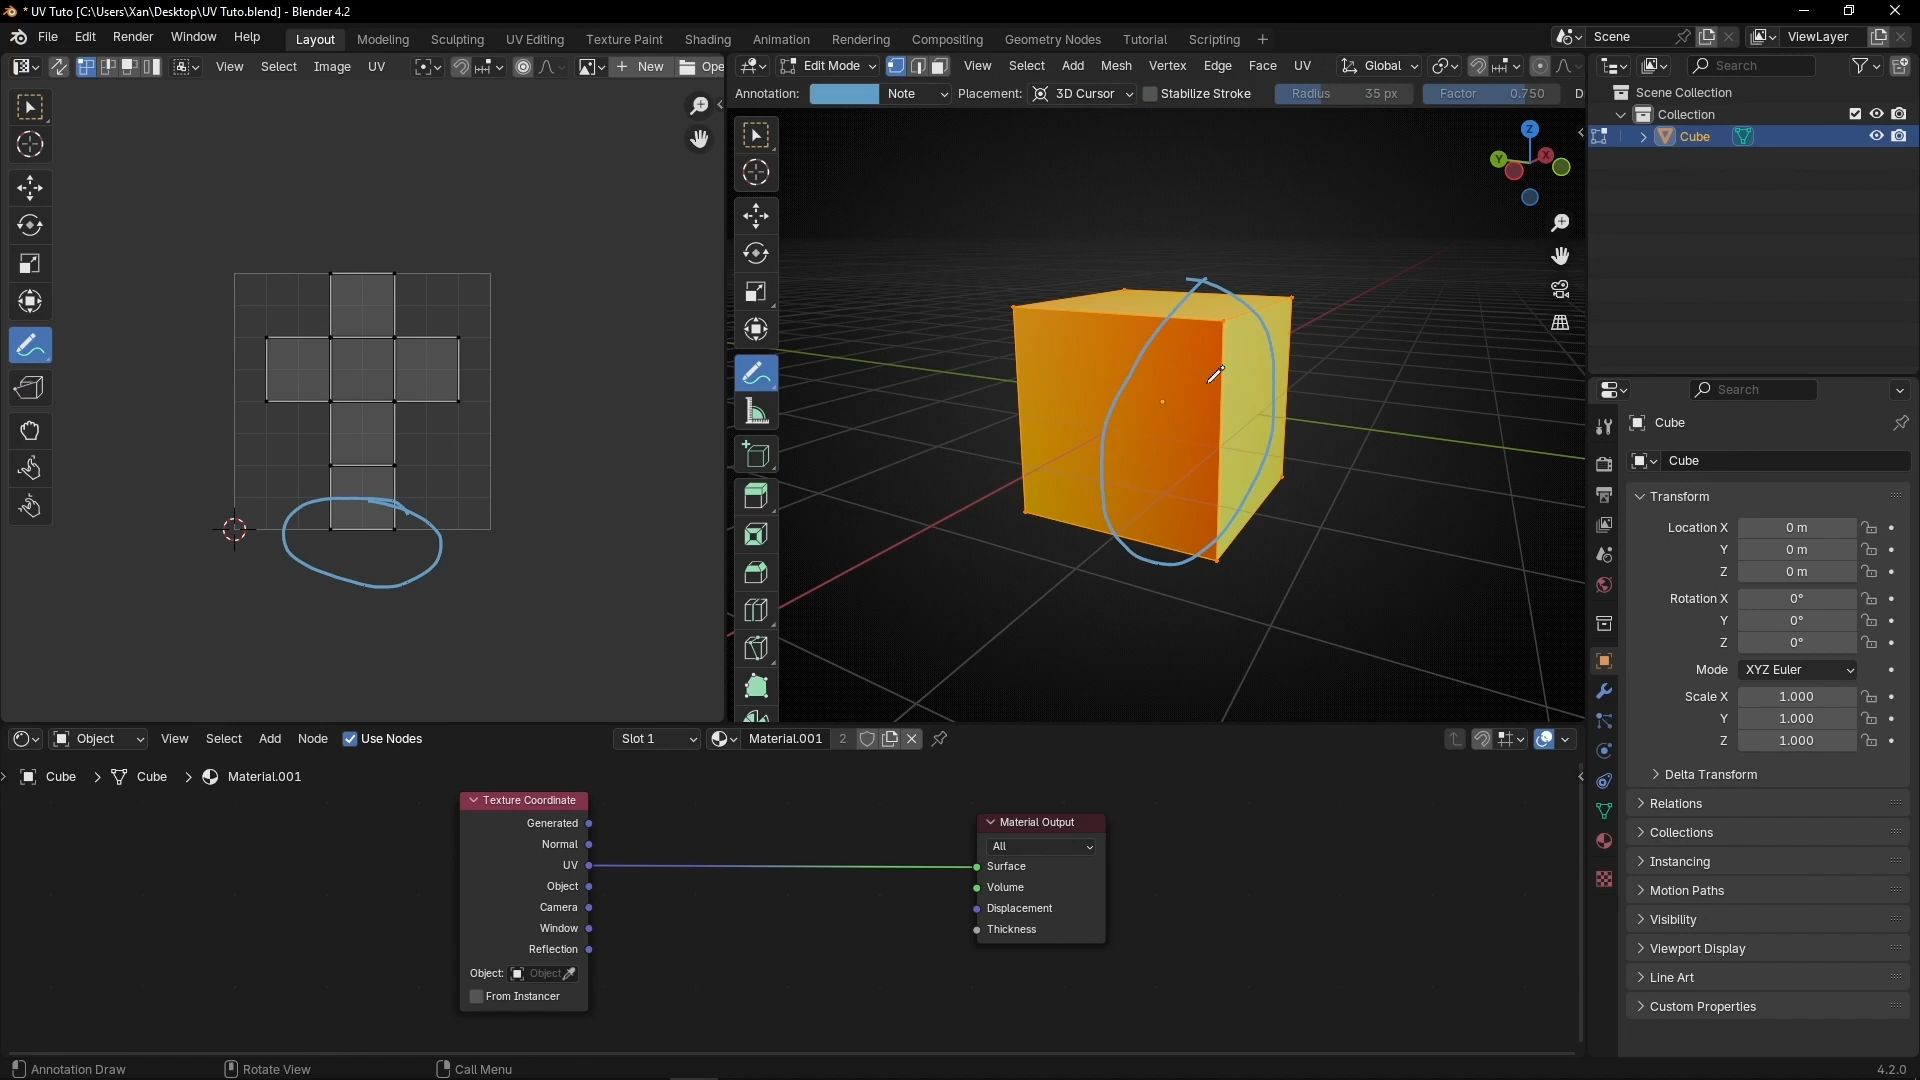 * UV Tuto [C:\Users\Xan\Desktop\UV Tuto.blend] - Blender 4.2
File Edit Render Window Help Layout Modeling Sculpting UV Editing Texture Paint Shading Animation Rendering Compositing Geometry Nodes Tutorial Scripting + Scene ViewLayer
View Select Image UV + New Ope
Edit Mode View Select Add Mesh Vertex Edge Face UV Global
Search
Annotation: Note Placement: 3D Cursor Stabilize Stroke Radius 35 px Factor 0.750 D
Z
Y
X
Scene Collection
Collection
Cube
Search
Cube
Cube
Transform
Location X 0 m
Y 0 m
Z 0 m
Rotation X 0°
Y 0°
Z 0°
Mode XYZ Euler
Scale X 1.000
Y 1.000
Z 1.000
Delta Transform
Relations
Collections
Instancing
Motion Paths
Visibility
Viewport Display
Line Art
Custom Properties
Object View Select Add Node Use Nodes Slot 1 Material.001 2
Cube > Cube > Material.001
Texture Coordinate
Generated
Normal
UV
Object
Camera
Window
Reflection
Object: Object
From Instancer
Material Output
All
Surface
Volume
Displacement
Thickness
Annotation Draw Rotate View Call Menu 4.2.0